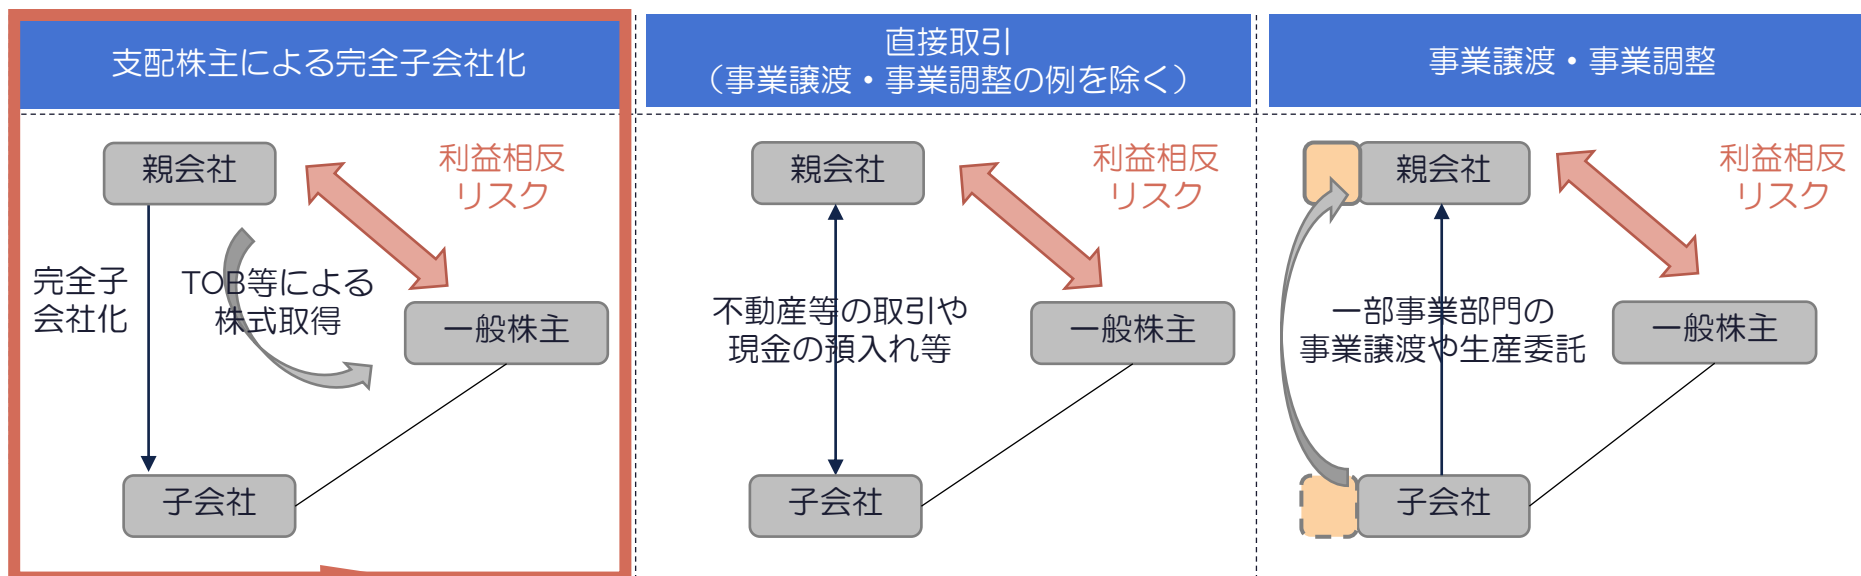 支配株主による完全子会社化
親会社
利益相反
リスク
完全子
会社化
TOB等による
株式取得
一般株主
子会社
直接取引
（事業譲渡・事業調整の例を除く）
親会社
利益相反
リスク
不動産等の取引や
現金の預入れ等
一般株主
子会社
事業譲渡・事業調整
親会社
利益相反
リスク
一部事業部門の
事業譲渡や生産委託
一般株主
子会社